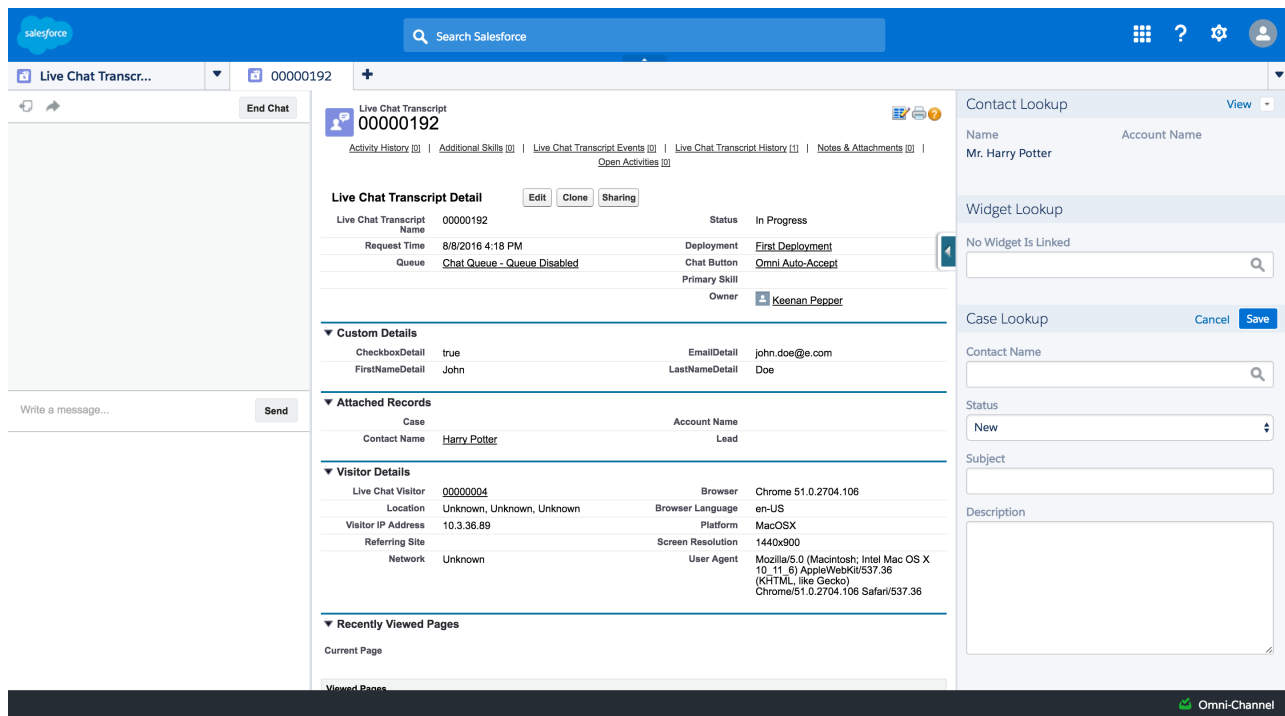 salesforce
Search Salesforce
?
Live Chat Transcr...
00000192
+
End Chat
Write a message...
Send
Live Chat Transcript
00000192
?
Activity History [0] | Additional Skills [0] | Live Chat Transcript Events [0] | Live Chat Transcript History [1] | Notes & Attachments [0] |
Open Activities [0]
Live Chat Transcript Detail Edit Clone Sharing
Live Chat Transcript Name 00000192 Status In Progress
Request Time 8/8/2016 4:18 PM Deployment First Deployment
Queue Chat Queue - Queue Disabled Chat Button Omni Auto-Accept
Primary Skill
Owner Keenan Pepper
Custom Details
CheckboxDetail true EmailDetail john.doe@e.com
FirstNameDetail John LastNameDetail Doe
Attached Records
Case Account Name
Contact Name Harry Potter Lead
Visitor Details
Live Chat Visitor 00000004 Browser Chrome 51.0.2704.106
Location Unknown, Unknown, Unknown Browser Language en-US
Visitor IP Address 10.3.36.89 Platform MacOSX
Referring Site Screen Resolution 1440x900
Network Unknown User Agent Mozilla/5.0 (Macintosh; Intel Mac OS X
10_11_6) AppleWebKit/537.36
(KHTML, like Gecko)
Chrome/51.0.2704.106 Safari/537.36
Recently Viewed Pages
Current Page
Viewed Pages
Contact Lookup View
Name Account Name
Mr. Harry Potter
Widget Lookup
No Widget Is Linked
Case Lookup Cancel Save
Contact Name
Status
New
Subject
Description
Omni-Channel